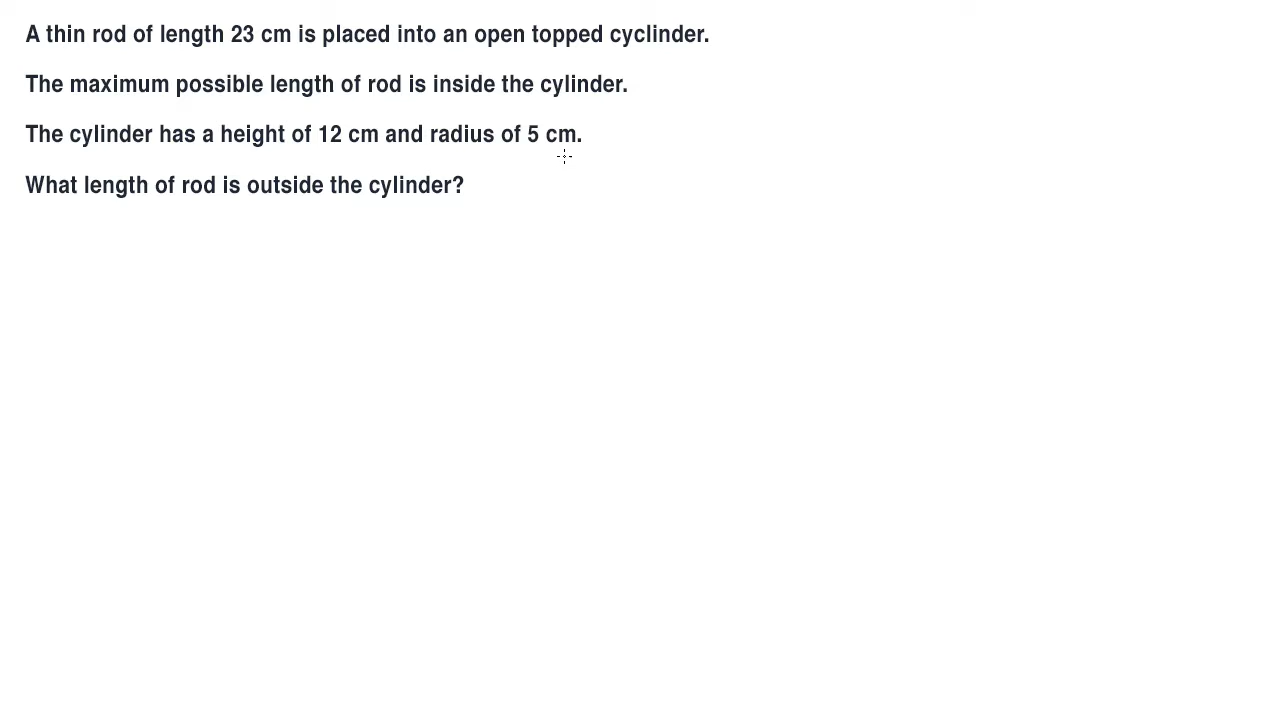 A thin rod of length 23 cm is placed into an open topped cyclinder.
The maximum possible length of rod is inside the cylinder.
The cylinder has a height of 12 cm and radius of 5 cm.
What length of rod is outside the cylinder?